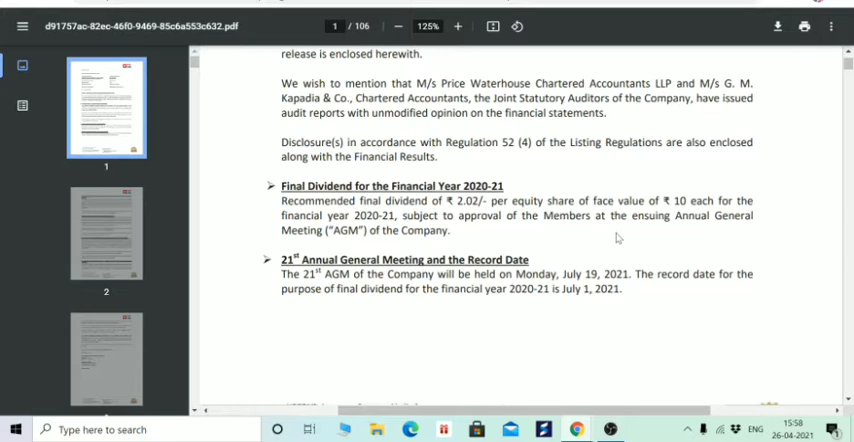 d91757ac-82ec-46f0-9469-85c6a553c632.pdf
1 / 106
125%
release is enclosed herewith.
We wish to mention that M/s Price Waterhouse Chartered Accountants LLP and M/s G. M.
Kapadia & Co., Chartered Accountants, the Joint Statutory Auditors of the Company, have issued
audit reports with unmodified opinion on the financial statements.
Disclosure(s) in accordance with Regulation 52 (4) of the Listing Regulations are also enclosed
along with the Financial Results.
➢ Final Dividend for the Financial Year 2020-21
Recommended final dividend of ₹ 2.02/- per equity share of face value of ₹ 10 each for the
financial year 2020-21, subject to approval of the Members at the ensuing Annual General
Meeting (“AGM”) of the Company.
➢ 21st Annual General Meeting and the Record Date
The 21st AGM of the Company will be held on Monday, July 19, 2021. The record date for the
purpose of final dividend for the financial year 2020-21 is July 1, 2021.
1
2
Type here to search
ENG
15:58
26-04-2021